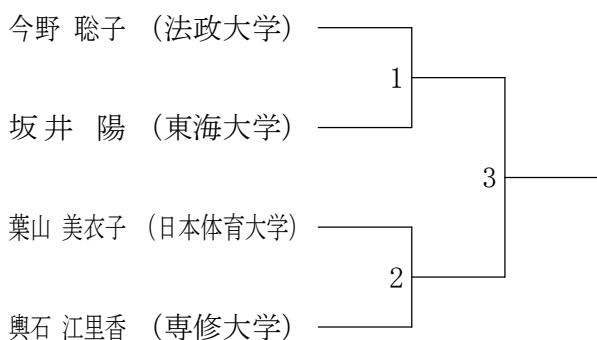 今野 聡子 （法政大学）
1
坂井 陽 （東海大学）
3
葉山 美衣子 （日本体育大学）
2
輿石 江里香 （専修大学）